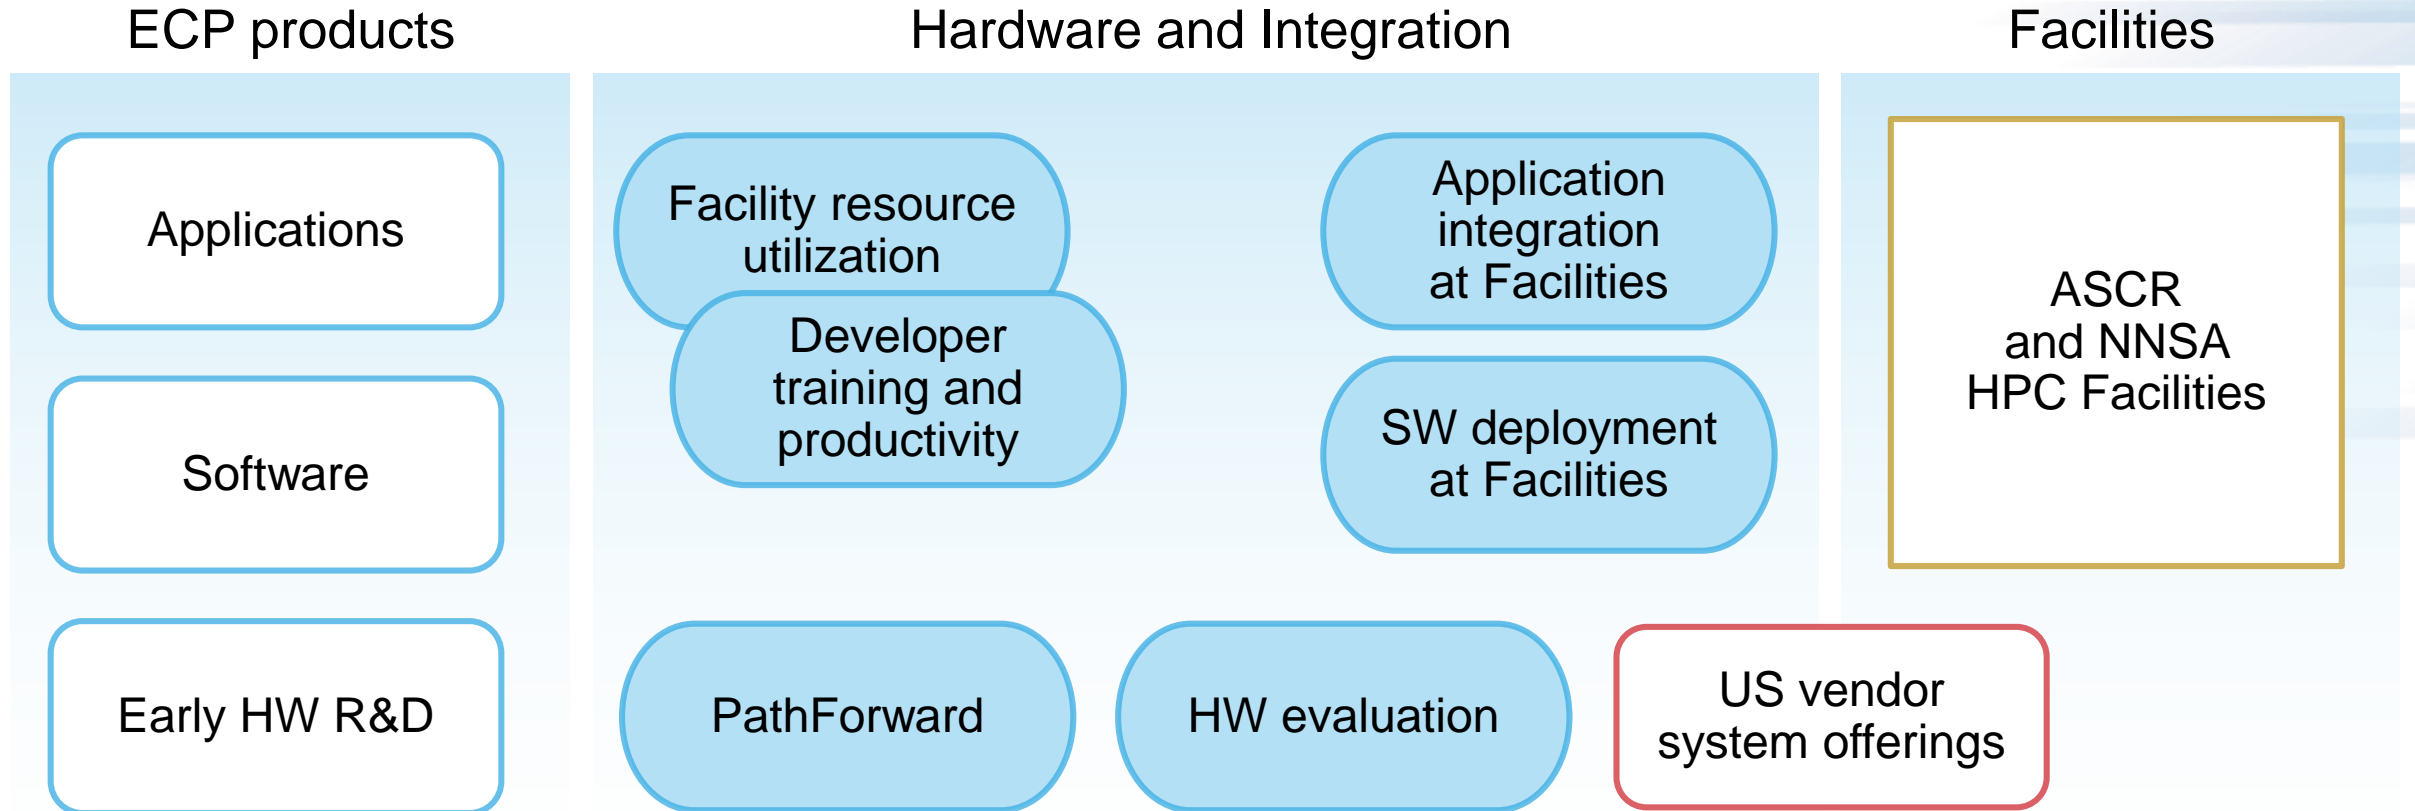 ECP products
Hardware and Integration
Facilities
Applications
Software
Early HW R&D
Facility resource
utilization
Developer
training and
productivity
Application
integration
at Facilities
SW deployment
at Facilities
PathForward
HW evaluation
US vendor
system offerings
ASCR
and NNSA
HPC Facilities